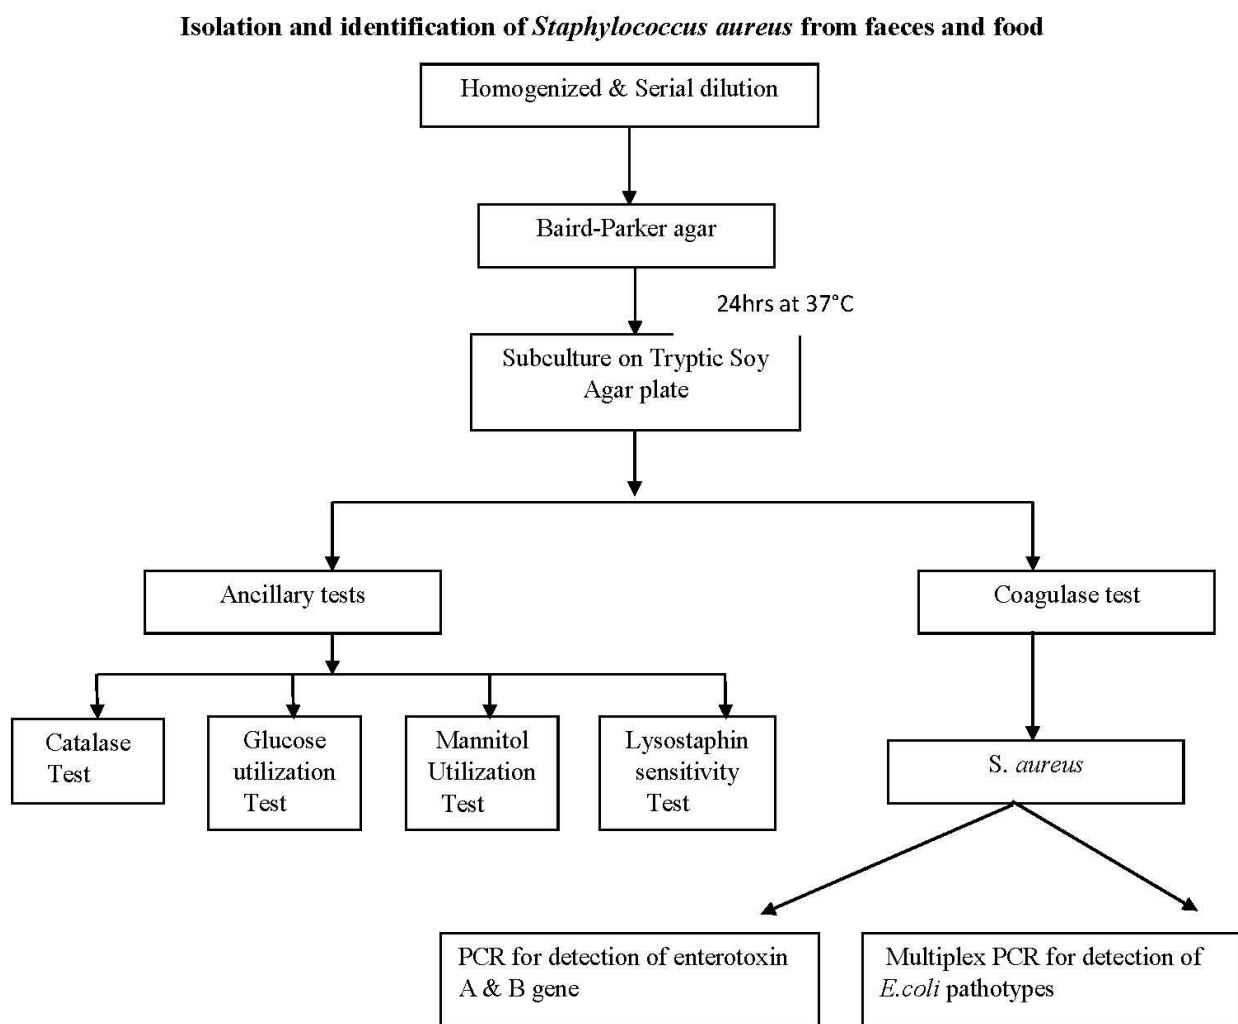 Isolation and identification of Staphylococcus aureus from faeces and food
Homogenized & Serial dilution
Baird-Parker agar
24hrs at 37°C
Subculture on Tryptic Soy
Agar plate
Ancillary tests
Coagulase test
Catalase
Test
Glucose
utilization
Test
Mannitol
Utilization
Test
Lysostaphin
sensitivity
Test
S. aureus
PCR for detection of enterotoxin
A & B gene
Multiplex PCR for detection of
E.coli pathotypes